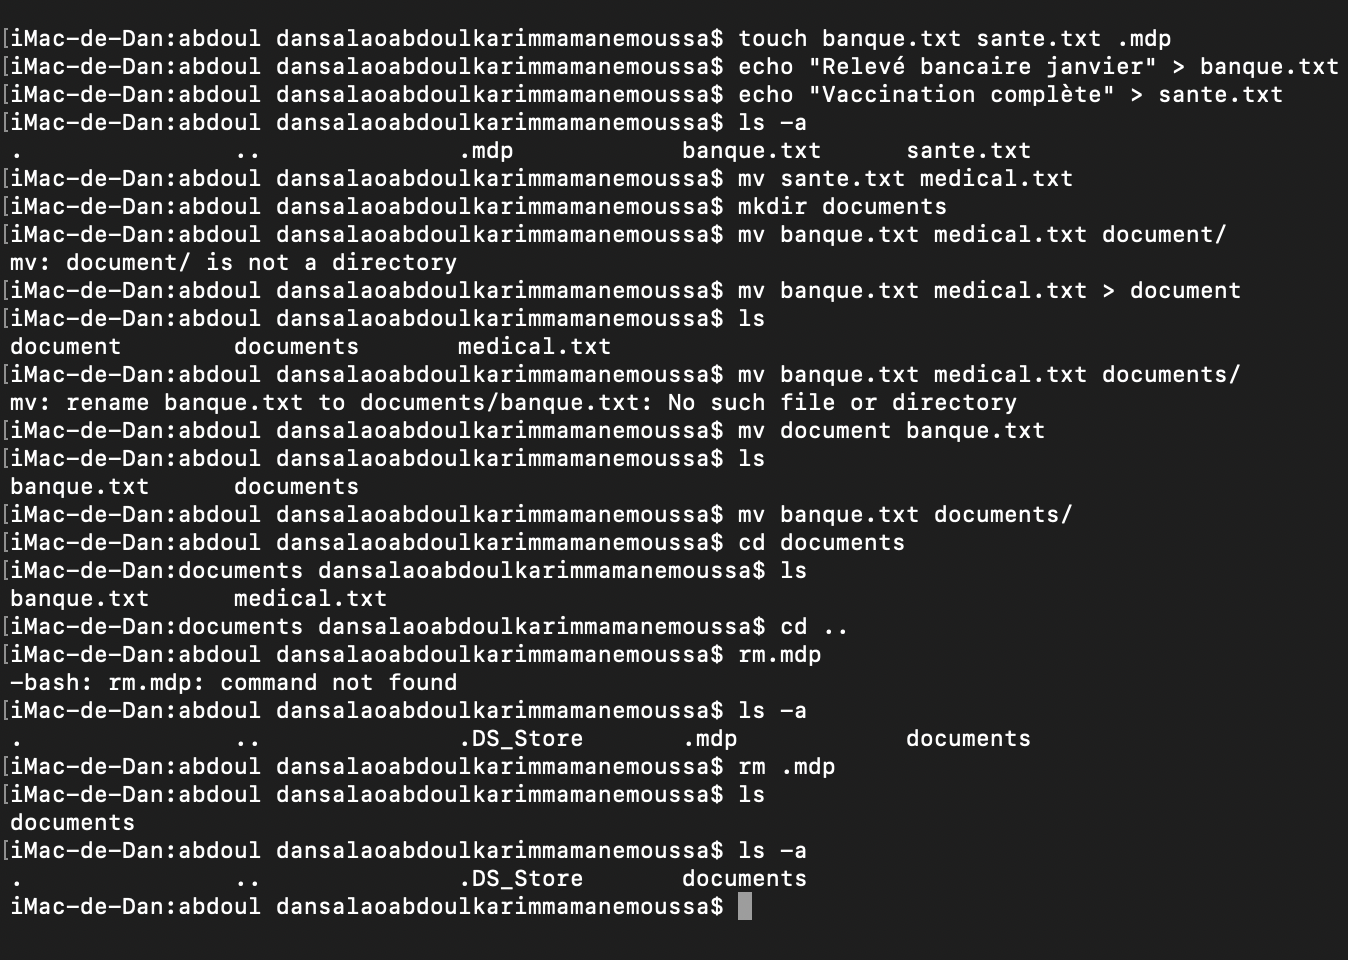 [iMac-de-Dan:abdoul dansalaoabdoulkarimmamanemoussa$ touch banque.txt sante.txt .mdp
[iMac-de-Dan:abdoul dansalaoabdoulkarimmamanemoussa$ echo "Relevé bancaire janvier" > banque.txt
[iMac-de-Dan:abdoul dansalaoabdoulkarimmamanemoussa$ echo "Vaccination complète" > sante.txt
[iMac-de-Dan:abdoul dansalaoabdoulkarimmamanemoussa$ ls -a
.               ..              .mdp            banque.txt      sante.txt
[iMac-de-Dan:abdoul dansalaoabdoulkarimmamanemoussa$ mv sante.txt medical.txt
[iMac-de-Dan:abdoul dansalaoabdoulkarimmamanemoussa$ mkdir documents
[iMac-de-Dan:abdoul dansalaoabdoulkarimmamanemoussa$ mv banque.txt medical.txt document/
mv: document/ is not a directory
[iMac-de-Dan:abdoul dansalaoabdoulkarimmamanemoussa$ mv banque.txt medical.txt > document
[iMac-de-Dan:abdoul dansalaoabdoulkarimmamanemoussa$ ls
document        documents       medical.txt
[iMac-de-Dan:abdoul dansalaoabdoulkarimmamanemoussa$ mv banque.txt medical.txt documents/
mv: rename banque.txt to documents/banque.txt: No such file or directory
[iMac-de-Dan:abdoul dansalaoabdoulkarimmamanemoussa$ mv document banque.txt
[iMac-de-Dan:abdoul dansalaoabdoulkarimmamanemoussa$ ls
banque.txt      documents
[iMac-de-Dan:abdoul dansalaoabdoulkarimmamanemoussa$ mv banque.txt documents/
[iMac-de-Dan:abdoul dansalaoabdoulkarimmamanemoussa$ cd documents
[iMac-de-Dan:documents dansalaoabdoulkarimmamanemoussa$ ls
banque.txt      medical.txt
[iMac-de-Dan:documents dansalaoabdoulkarimmamanemoussa$ cd ..
[iMac-de-Dan:abdoul dansalaoabdoulkarimmamanemoussa$ rm.mdp
-bash: rm.mdp: command not found
[iMac-de-Dan:abdoul dansalaoabdoulkarimmamanemoussa$ ls -a
.               ..              .DS_Store       .mdp            documents
[iMac-de-Dan:abdoul dansalaoabdoulkarimmamanemoussa$ rm .mdp
[iMac-de-Dan:abdoul dansalaoabdoulkarimmamanemoussa$ ls
documents
[iMac-de-Dan:abdoul dansalaoabdoulkarimmamanemoussa$ ls -a
.               ..              .DS_Store       documents
iMac-de-Dan:abdoul dansalaoabdoulkarimmamanemoussa$